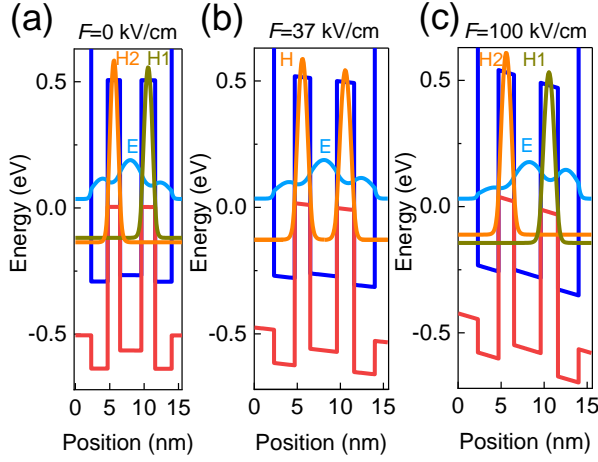 (a) F=0 kV/cm
(b) F=37 kV/cm
(c) F=100 kV/cm
H2 H1
H
H2 H1
E
E
E
Energy (eV)
0.5
0.0
-0.5
Energy (eV)
0.5
0.0
-0.5
Energy (eV)
0.5
0.0
-0.5
0 5 10 15
0 5 10 15
0 5 10 15
Position (nm)
Position (nm)
Position (nm)